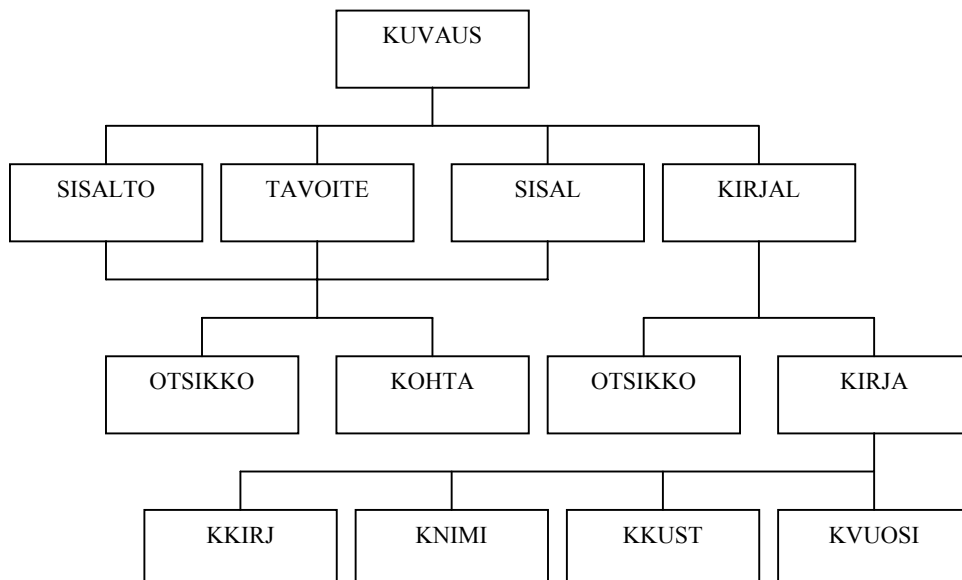 KUVAUS
SISALTO
TAVOITE
SISAL
KIRJAL
OTSIKKO
KOHTA
OTSIKKO
KIRJA
KKIRJ
KNIMI
KKUST
KVUOSI